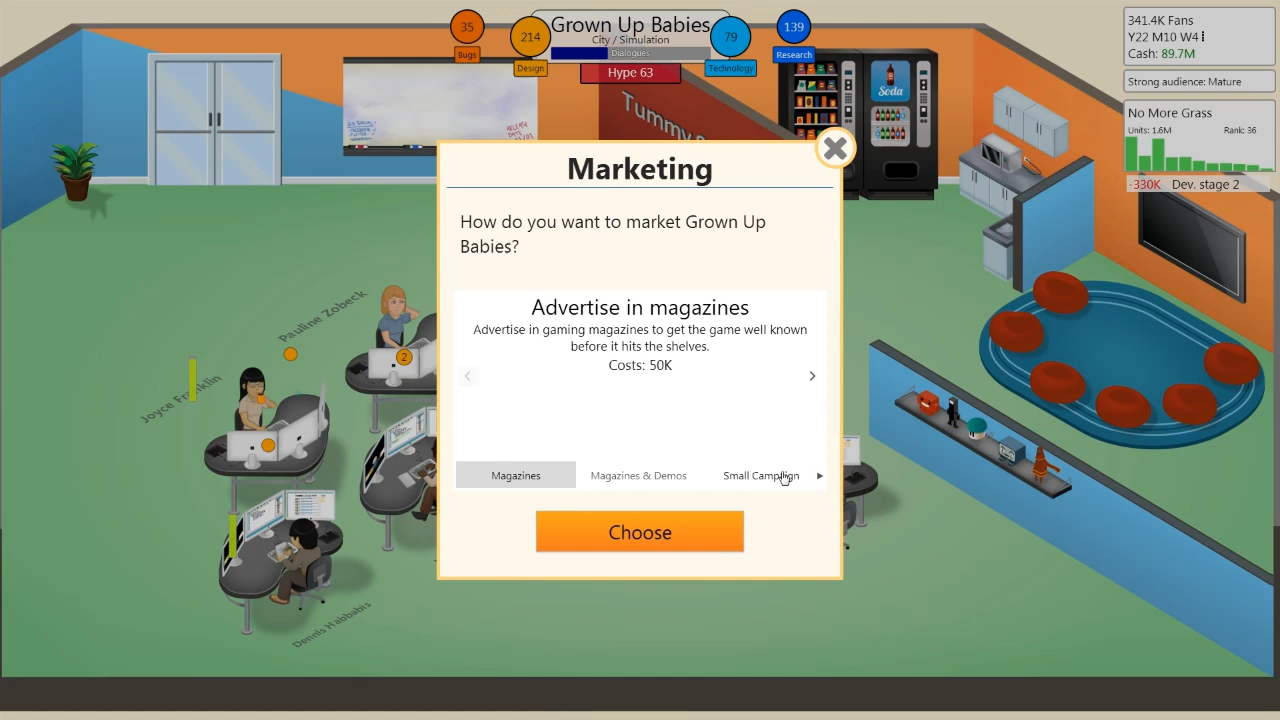 35
Bugs
214
Design
Grown Up Babies
City / Simulation
Dialogues
Hype 63
79
Technology
139
Research
341.4K Fans
Y22 M10 W4
Cash: 89.7M
Strong audience: Mature
No More Grass
Units: 1.6M Rank: 36
-330K Dev. stage 2
RELEASE
Tummy
Soda
Marketing
How do you want to market Grown Up
Babies?
Advertise in magazines
Advertise in gaming magazines to get the game well known
before it hits the shelves.
Costs: 50K
Magazines
Magazines & Demos
Small Campaign
Choose
Pauline Zobeck
2
Joyce Franklin
Dennis Habbabis